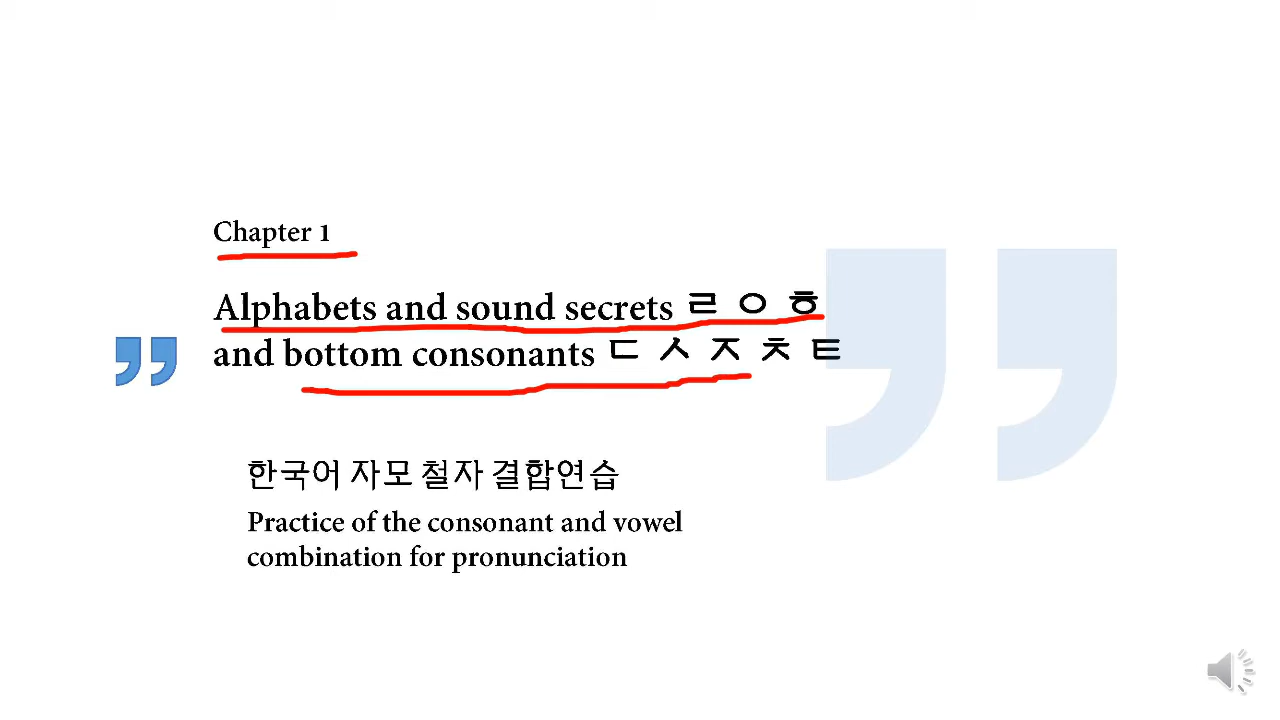 Chapter 1
Alphabets and sound secrets ㄹ ㅇ ㅎ
and bottom consonants ㄷ ㅅ ㅈ ㅊ ㅌ
한국어 자모 철자 결합연습
Practice of the consonant and vowel
combination for pronunciation